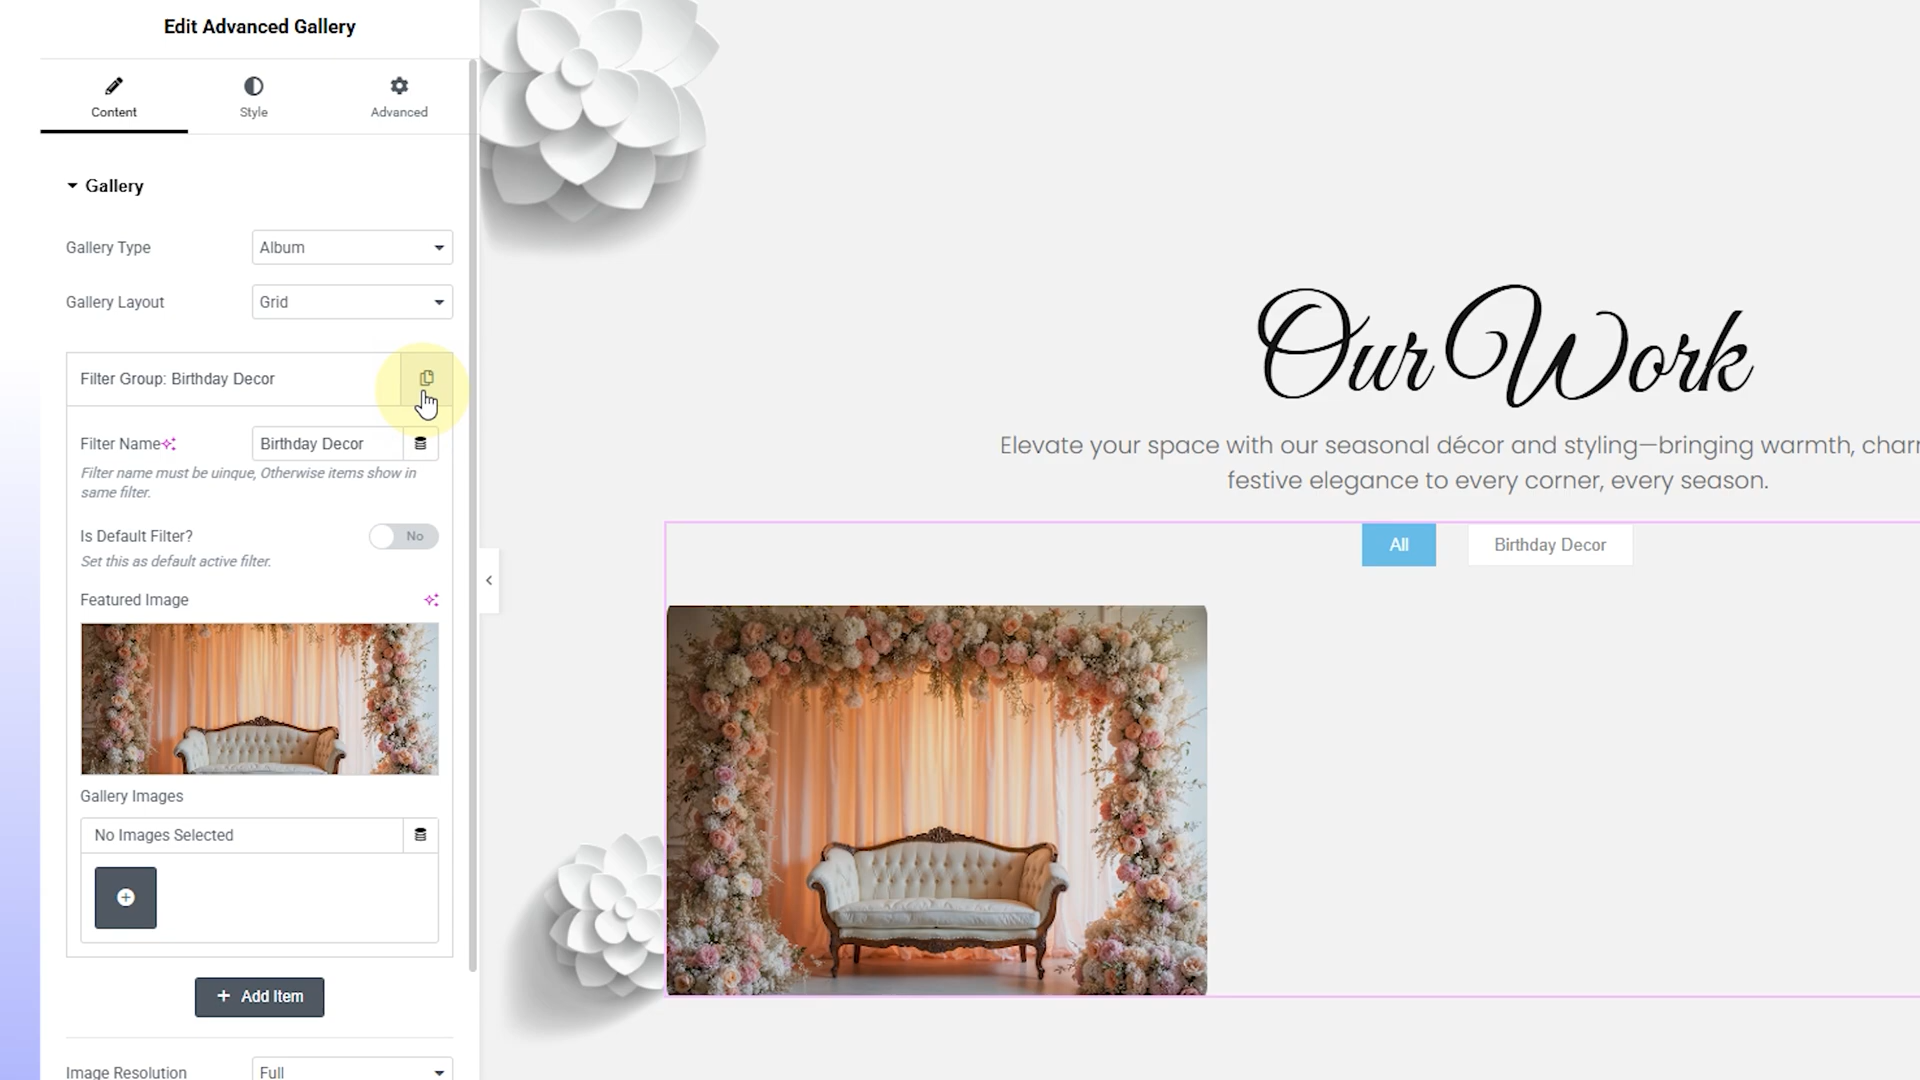 Edit Advanced Gallery
Content
Style
Advanced
Gallery
Gallery Type
Album
Gallery Layout
Grid
Filter Group: Birthday Decor
Filter Name
Birthday Decor
Filter name must be uinque, Otherwise items show in
same filter.
Is Default Filter?
No
Set this as default active filter.
Featured Image
Gallery Images
No Images Selected
+ Add Item
Image Resolution
Full
Our Work
Elevate your space with our seasonal décor and styling—bringing warmth,
festive elegance to every corner, every season.
All
Birthday Decor